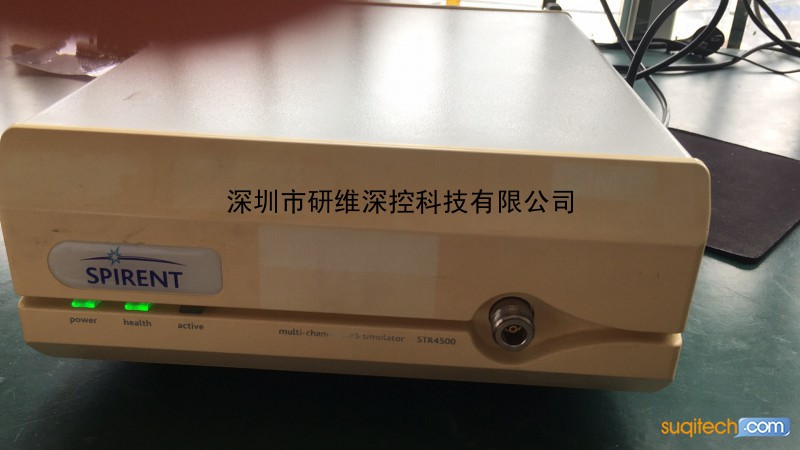 深圳市研维深控科技有限公司
SPIRENT
power health active
multi-chan simulator STR4500
suqitech.com